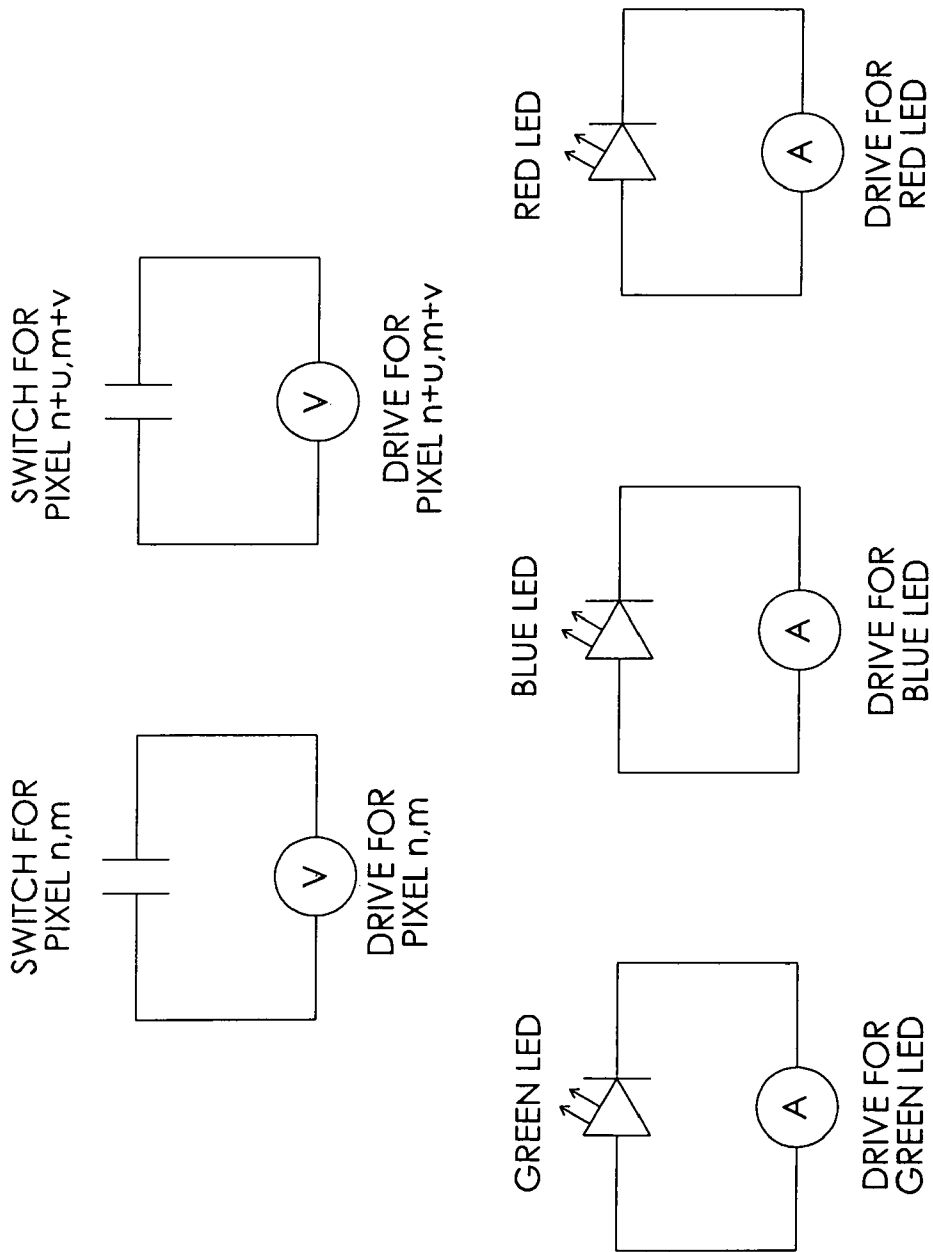 SWITCH FOR
PIXEL n,m
V
DRIVE FOR
PIXEL n,m
SWITCH FOR
PIXEL n+u,m+v
V
DRIVE FOR
PIXEL n+u,m+v
GREEN LED
A
DRIVE FOR
GREEN LED
BLUE LED
A
DRIVE FOR
BLUE LED
RED LED
A
DRIVE FOR
RED LED